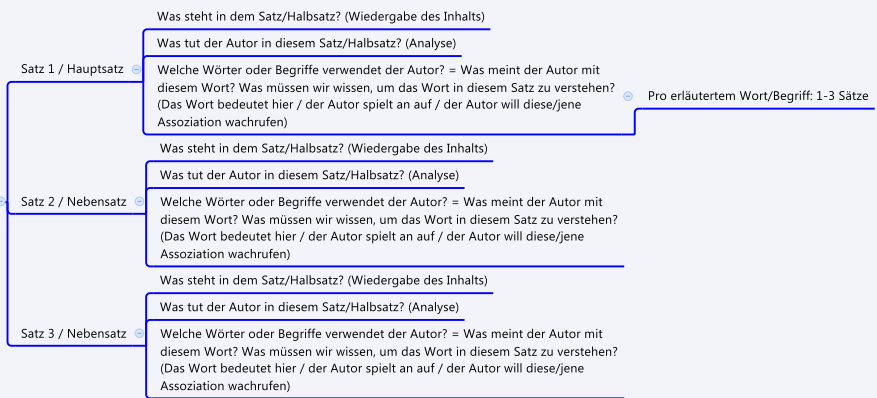 Was steht in dem Satz/Halbsatz? (Wiedergabe des Inhalts)
Was tut der Autor in diesem Satz/Halbsatz? (Analyse)
Satz 1 / Hauptsatz
Welche Wörter oder Begriffe verwendet der Autor? = Was meint der Autor mit
diesem Wort? Was müssen wir wissen, um das Wort in diesem Satz zu verstehen?
(Das Wort bedeutet hier / der Autor spielt an auf / der Autor will diese/jene
Assoziation wachrufen)
Pro erläutertem Wort/Begriff: 1-3 Sätze
Was steht in dem Satz/Halbsatz? (Wiedergabe des Inhalts)
Was tut der Autor in diesem Satz/Halbsatz? (Analyse)
Satz 2 / Nebensatz
Welche Wörter oder Begriffe verwendet der Autor? = Was meint der Autor mit
diesem Wort? Was müssen wir wissen, um das Wort in diesem Satz zu verstehen?
(Das Wort bedeutet hier / der Autor spielt an auf / der Autor will diese/jene
Assoziation wachrufen)
Was steht in dem Satz/Halbsatz? (Wiedergabe des Inhalts)
Was tut der Autor in diesem Satz/Halbsatz? (Analyse)
Satz 3 / Nebensatz
Welche Wörter oder Begriffe verwendet der Autor? = Was meint der Autor mit
diesem Wort? Was müssen wir wissen, um das Wort in diesem Satz zu verstehen?
(Das Wort bedeutet hier / der Autor spielt an auf / der Autor will diese/jene
Assoziation wachrufen)